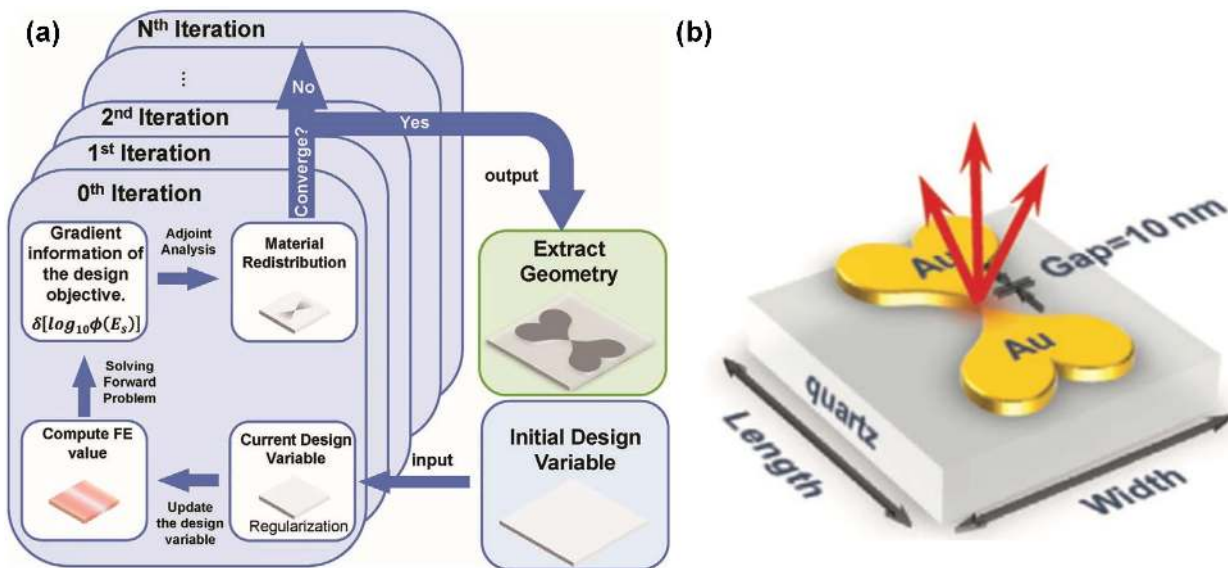 (a)
Nth Iteration
⋮
No
2nd Iteration
Yes
1st Iteration
Converge?
0th Iteration
output
Gradient
information of
the design
objective.
δ[log₁₀ϕ(Eₛ)]
Adjoint
Analysis
Material
Redistribution
Extract
Geometry
Solving
Forward
Problem
Compute FE
value
Update
the design
variable
Current Design
Variable
Regularization
input
Initial Design
Variable
(b)
Au
Gap=10 nm
Au
quartz
Length
Width